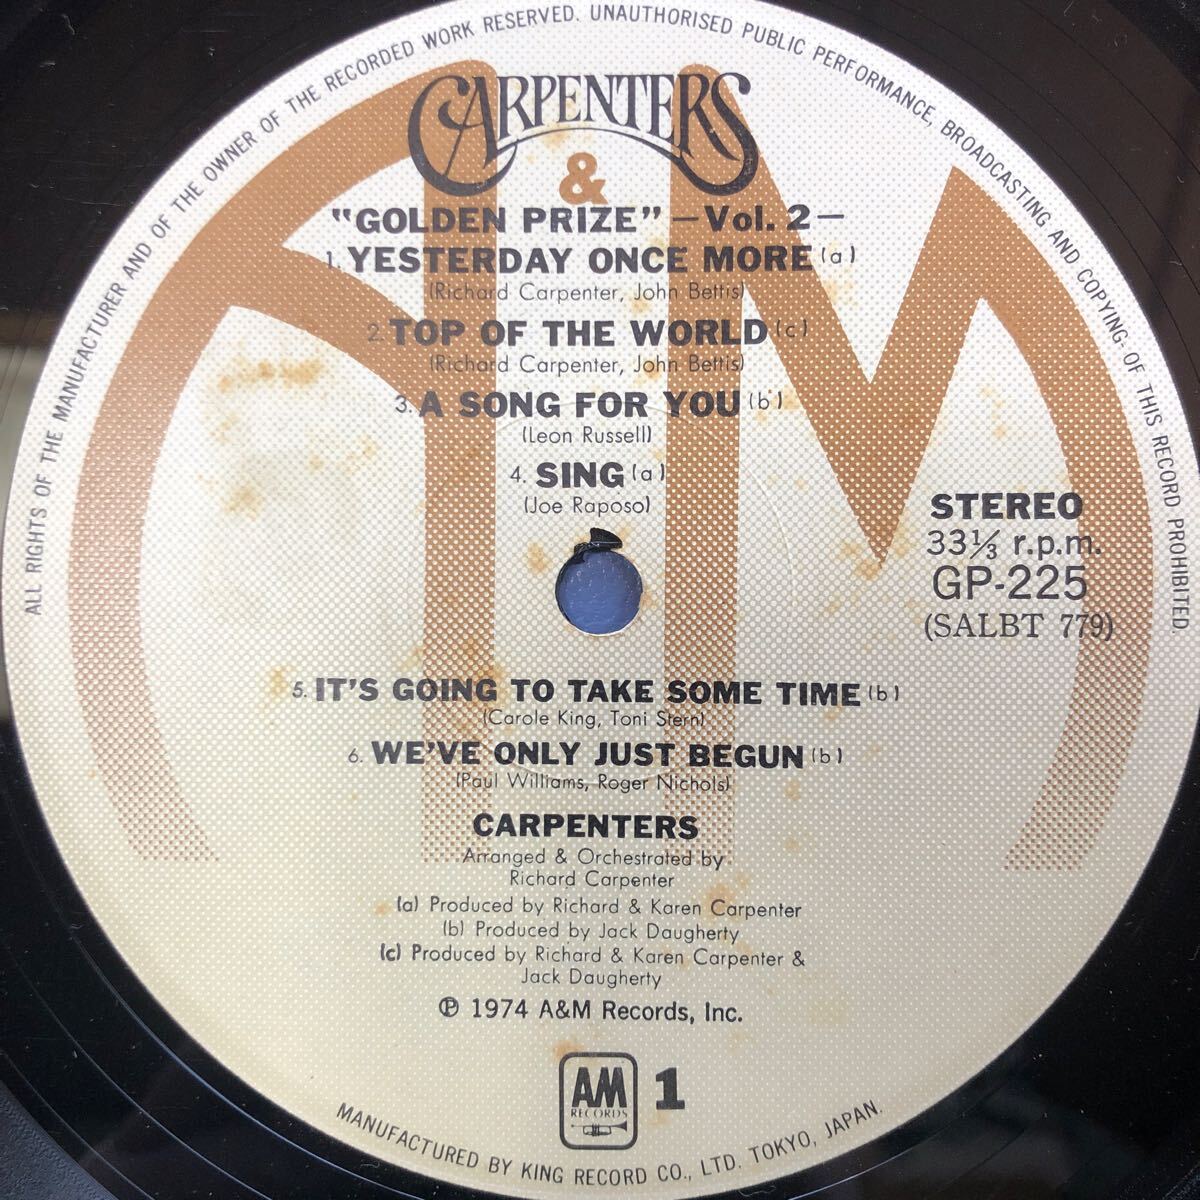 ALL RIGHTS OF THE MANUFACTURER AND OF THE OWNER OF THE RECORDED WORK RESERVED. UNAUTHORISED PUBLIC PERFORMANCE, BROADCASTING AND COPYING: OF THIS RECORD PROHIBITED.
CARPENTERS
&
"GOLDEN PRIZE" —Vol. 2—
1. YESTERDAY ONCE MORE (a)
(Richard Carpenter, John Bettis)
2. TOP OF THE WORLD (c)
(Richard Carpenter, John Bettis)
3. A SONG FOR YOU (b)
(Leon Russell)
4. SING (a)
(Joe Raposo)
STEREO
33⅓ r.p.m.
GP-225
(SALBT 779)
5. IT'S GOING TO TAKE SOME TIME (b)
(Carole King, Toni Stern)
6. WE'VE ONLY JUST BEGUN (b)
(Paul Williams, Roger Nichols)
CARPENTERS
Arranged & Orchestrated by
Richard Carpenter
(a) Produced by Richard & Karen Carpenter
(b) Produced by Jack Daugherty
(c) Produced by Richard & Karen Carpenter &
Jack Daugherty
℗ 1974 A&M Records, Inc.
AM
RECORDS
1
MANUFACTURED BY KING RECORD CO., LTD. TOKYO, JAPAN.